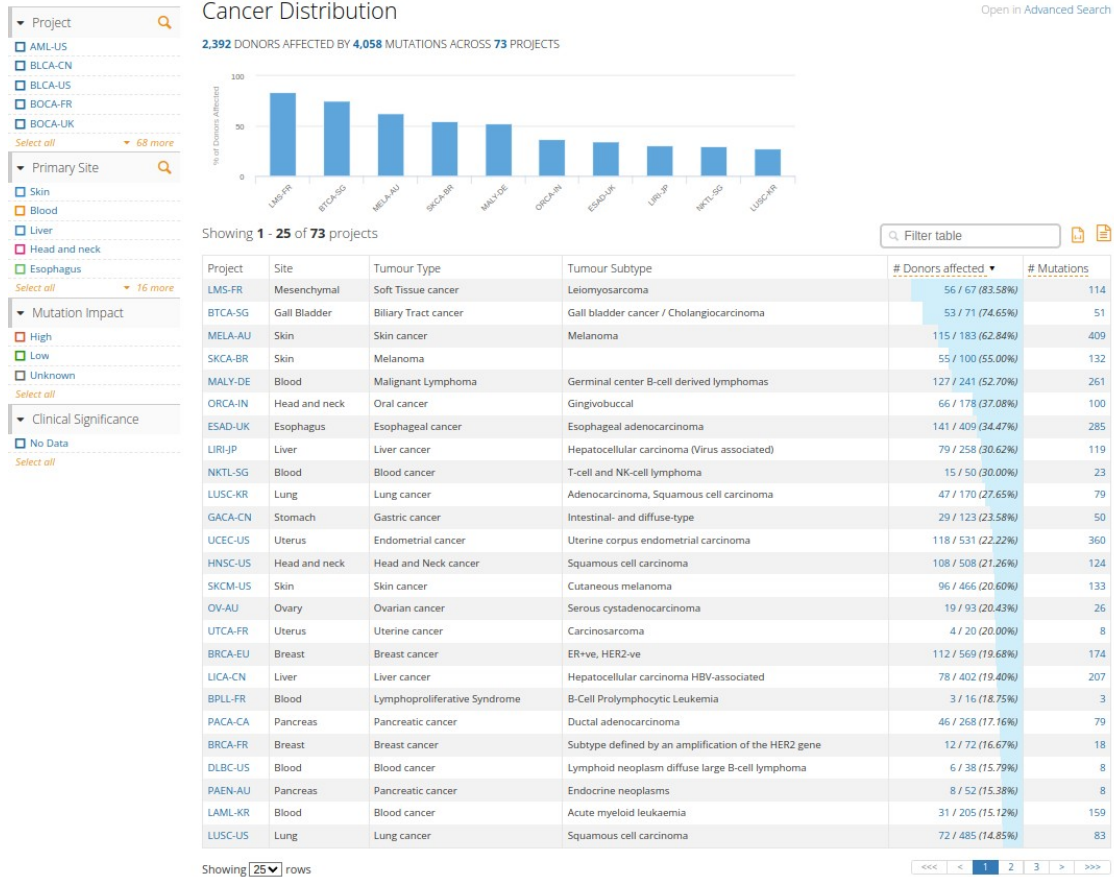 Project
AML-US
BLCA-CN
BLCA-US
BOCA-FR
BOCA-UK
Select all 68 more
Primary Site
Skin
Blood
Liver
Head and neck
Esophagus
Select all 16 more
Mutation Impact
High
Low
Unknown
Select all
Clinical Significance
No Data
Select all
Cancer Distribution
Open in Advanced Search
2,392 DONORS AFFECTED BY 4,058 MUTATIONS ACROSS 73 PROJECTS
% of Donors Affected
100
50
0
LMS-FR BTCA-SG MELA-AU SKCA-BR MALY-DE ORCA-IN ESAD-UK LIRI-JP NKTL-SG LUSC-KR
Showing 1 - 25 of 73 projects
Filter table
Project Site Tumour Type Tumour Subtype # Donors affected ▼ # Mutations
LMS-FR Mesenchymal Soft Tissue cancer Leiomyosarcoma 56 / 67 (83.58%) 114
BTCA-SG Gall Bladder Biliary Tract cancer Gall bladder cancer / Cholangiocarcinoma 53 / 71 (74.65%) 51
MELA-AU Skin Skin cancer Melanoma 115 / 183 (62.84%) 409
SKCA-BR Skin Melanoma 55 / 100 (55.00%) 132
MALY-DE Blood Malignant Lymphoma Germinal center B-cell derived lymphomas 127 / 241 (52.70%) 261
ORCA-IN Head and neck Oral cancer Gingivobuccal 66 / 178 (37.08%) 100
ESAD-UK Esophagus Esophageal cancer Esophageal adenocarcinoma 141 / 409 (34.47%) 285
LIRI-JP Liver Liver cancer Hepatocellular carcinoma (Virus associated) 79 / 258 (30.62%) 119
NKTL-SG Blood Blood cancer T-cell and NK-cell lymphoma 15 / 50 (30.00%) 23
LUSC-KR Lung Lung cancer Adenocarcinoma, Squamous cell carcinoma 47 / 170 (27.65%) 79
GACA-CN Stomach Gastric cancer Intestinal- and diffuse-type 29 / 123 (23.58%) 50
UCEC-US Uterus Endometrial cancer Uterine corpus endometrial carcinoma 118 / 531 (22.22%) 360
HNSC-US Head and neck Head and Neck cancer Squamous cell carcinoma 108 / 508 (21.26%) 124
SKCM-US Skin Skin cancer Cutaneous melanoma 96 / 466 (20.60%) 133
OV-AU Ovary Ovarian cancer Serous cystadenocarcinoma 19 / 93 (20.43%) 26
UTCA-FR Uterus Uterine cancer Carcinosarcoma 4 / 20 (20.00%) 8
BRCA-EU Breast Breast cancer ER+ve, HER2-ve 112 / 569 (19.68%) 174
LICA-CN Liver Liver cancer Hepatocellular carcinoma HBV-associated 78 / 402 (19.40%) 207
BPLL-FR Blood Lymphoproliferative Syndrome B-Cell Prolymphocytic Leukemia 3 / 16 (18.75%) 3
PACA-CA Pancreas Pancreatic cancer Ductal adenocarcinoma 46 / 268 (17.16%) 79
BRCA-FR Breast Breast cancer Subtype defined by an amplification of the HER2 gene 12 / 72 (16.67%) 18
DLBC-US Blood Blood cancer Lymphoid neoplasm diffuse large B-cell lymphoma 6 / 38 (15.79%) 8
PAEN-AU Pancreas Pancreatic cancer Endocrine neoplasms 8 / 52 (15.38%) 8
LAML-KR Blood Blood cancer Acute myeloid leukaemia 31 / 205 (15.12%) 159
LUSC-US Lung Lung cancer Squamous cell carcinoma 72 / 485 (14.85%) 83
Showing 25 rows
<<< < 1 2 3 > >>>